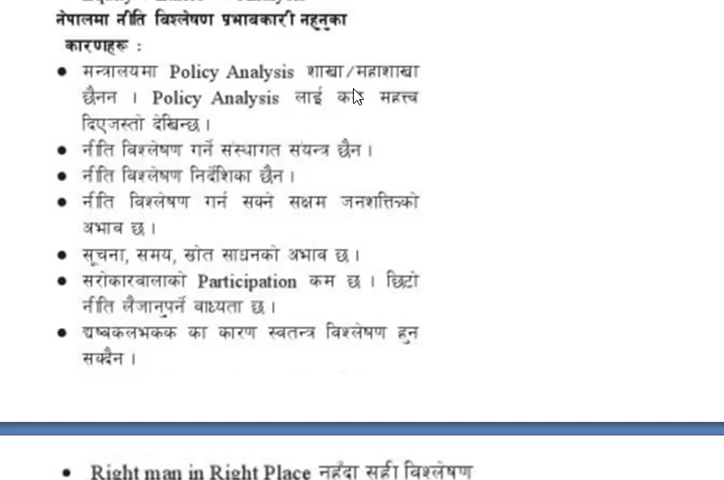 नेपालमा नीति विश्लेषण प्रभावकारी नहुनुका
कारणहरू :
● मन्त्रालयमा Policy Analysis शाखा/महाशाखा
छैनन । Policy Analysis लाई कम महत्त्व
दिएजस्तो देखिन्छ ।
● नीति विश्लेषण गर्ने संस्थागत संयन्त्र छैन ।
● नीति विश्लेषण निर्देशिका छैन ।
● नीति विश्लेषण गर्न सक्ने सक्षम जनशक्तिको
अभाव छ ।
● सूचना, समय, स्रोत साधनको अभाव छ ।
● सरोकारवालाको Participation कम छ । छिटो
नीति लैजानुपर्ने वाध्यता छ ।
● द्यष्बकलभकक का कारण स्वतन्त्र विश्लेषण हुन
सक्दैन ।
● Right man in Right Place नहुँदा सही विश्लेषण